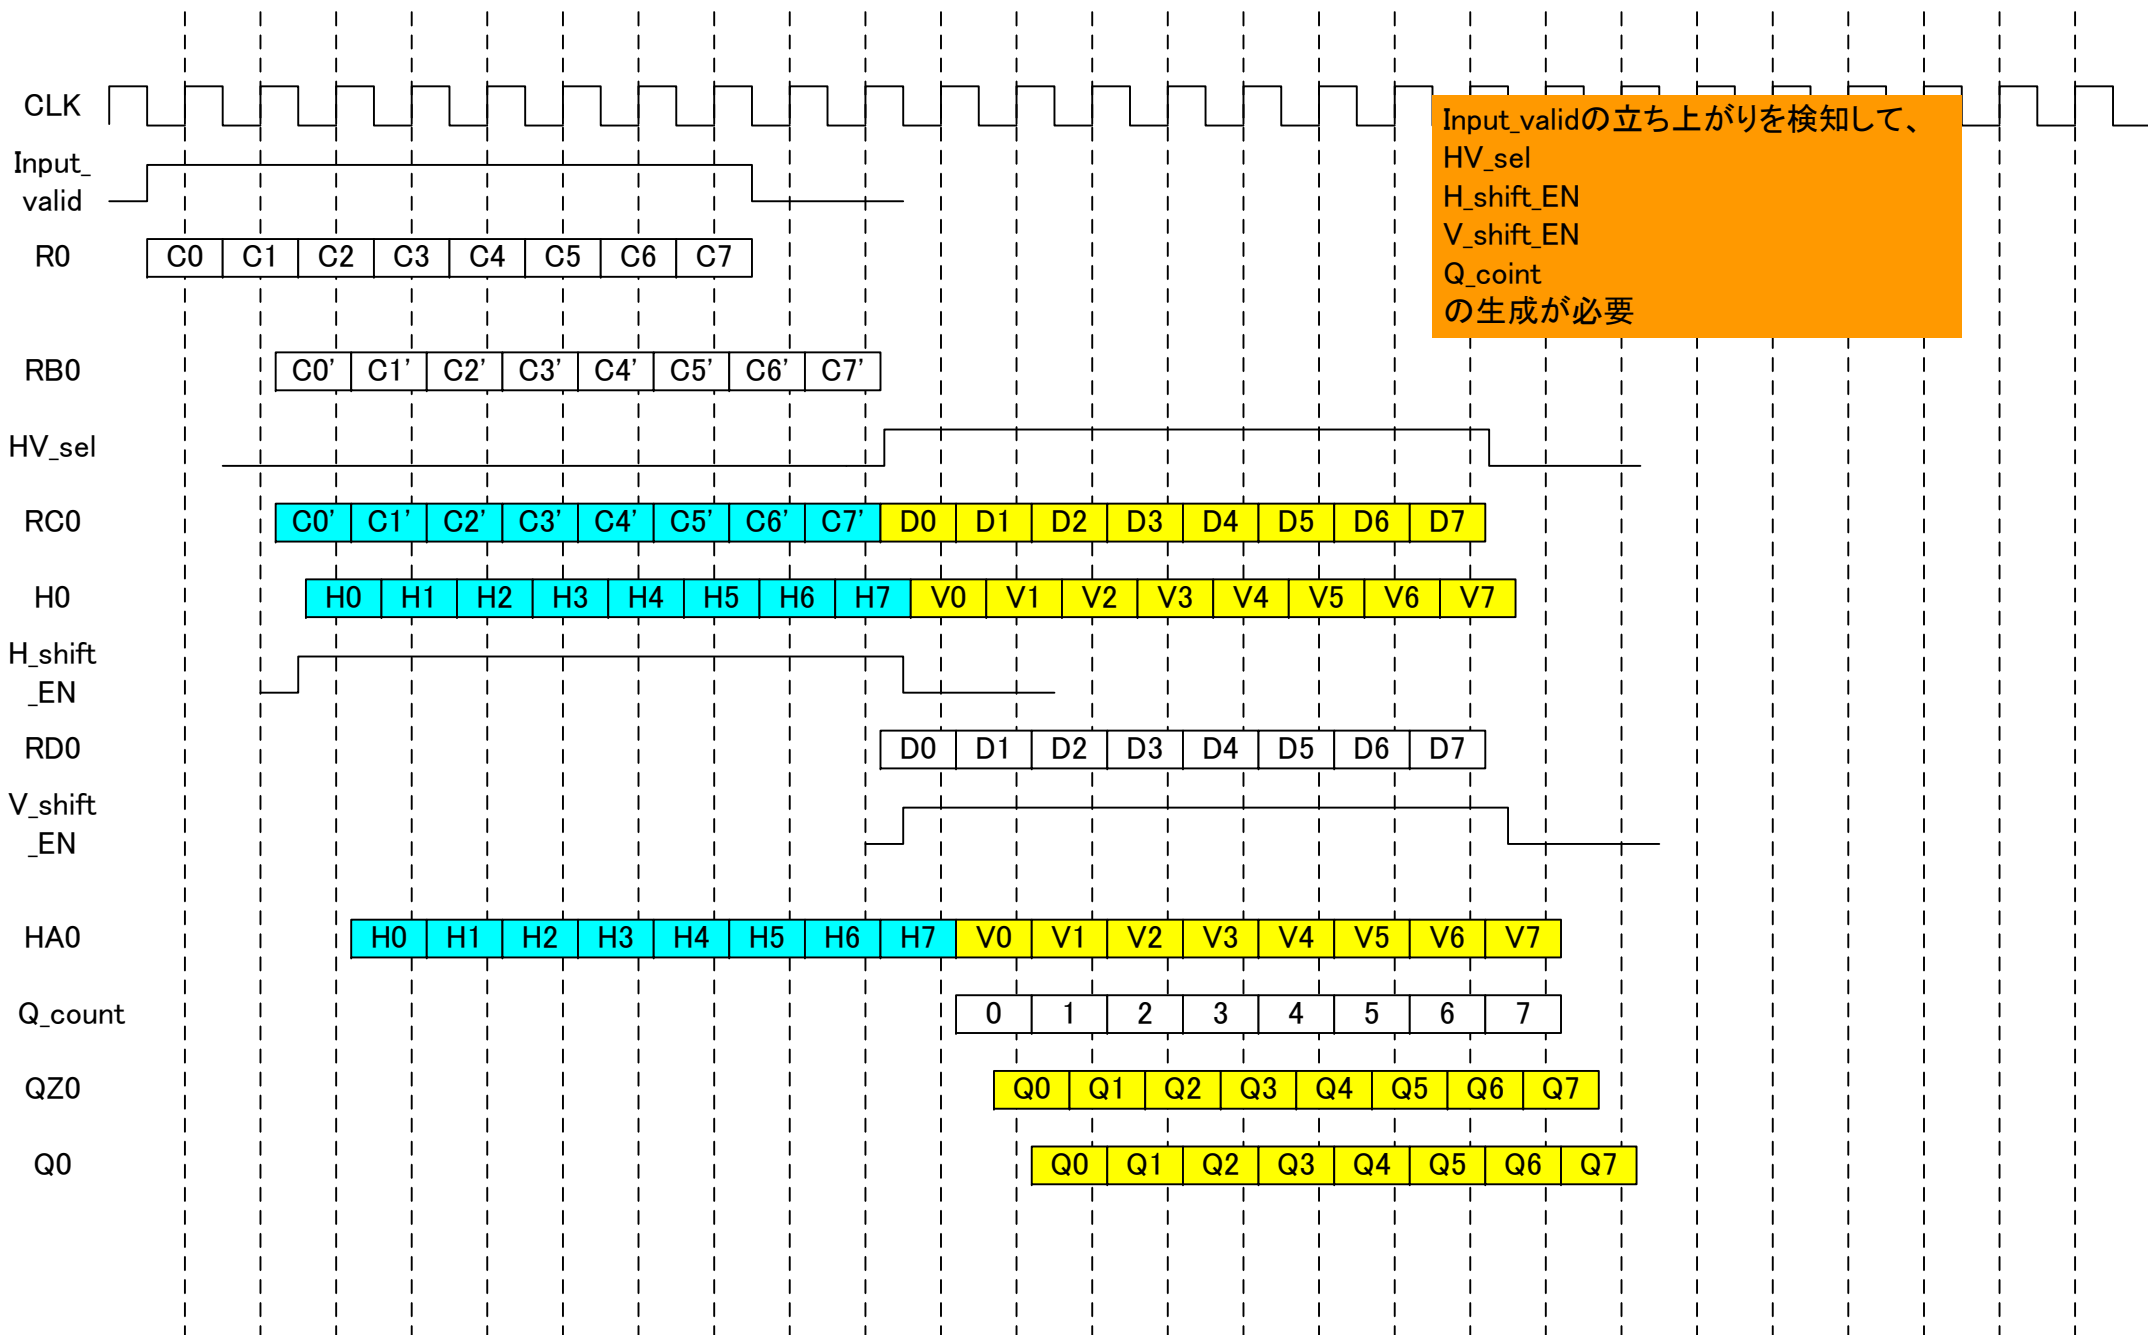 CLK
Input_validの立ち上がりを検知して、
HV_sel
H_shift_EN
V_shift_EN
Q_coint
の生成が必要
Input_
valid
R0 C0 C1 C2 C3 C4 C5 C6 C7
RB0 C0' C1' C2' C3' C4' C5' C6' C7'
HV_sel
RC0 C0' C1' C2' C3' C4' C5' C6' C7' D0 D1 D2 D3 D4 D5 D6 D7
H0 H0 H1 H2 H3 H4 H5 H6 H7 V0 V1 V2 V3 V4 V5 V6 V7
H_shift
_EN
RD0 D0 D1 D2 D3 D4 D5 D6 D7
V_shift
_EN
HA0 H0 H1 H2 H3 H4 H5 H6 H7 V0 V1 V2 V3 V4 V5 V6 V7
Q_count 0 1 2 3 4 5 6 7
QZ0 Q0 Q1 Q2 Q3 Q4 Q5 Q6 Q7
Q0 Q0 Q1 Q2 Q3 Q4 Q5 Q6 Q7